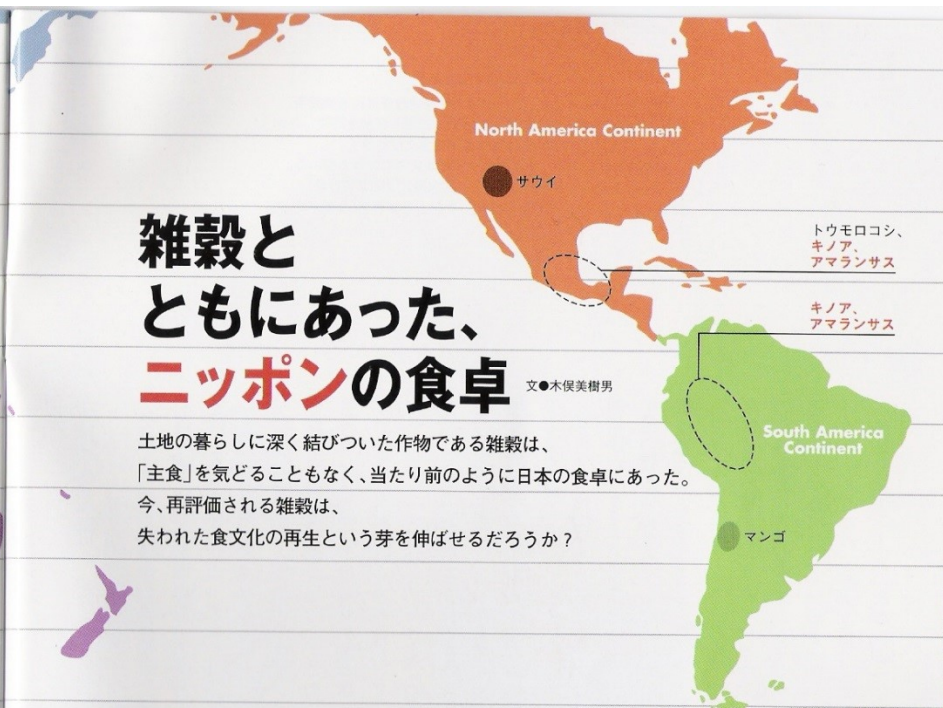 North America Continent
サウイ
トウモロコシ、
キノア、
アマランサス
キノア、
アマランサス
雑穀と
ともにあった、
ニッポンの食卓
文●木俣美樹男
土地の暮らしに深く結びついた作物である雑穀は、
「主食」を気どることもなく、当たり前のように日本の食卓にあった。
今、再評価される雑穀は、
失われた食文化の再生という芽を伸ばせるだろうか？
South America
Continent
マンゴ